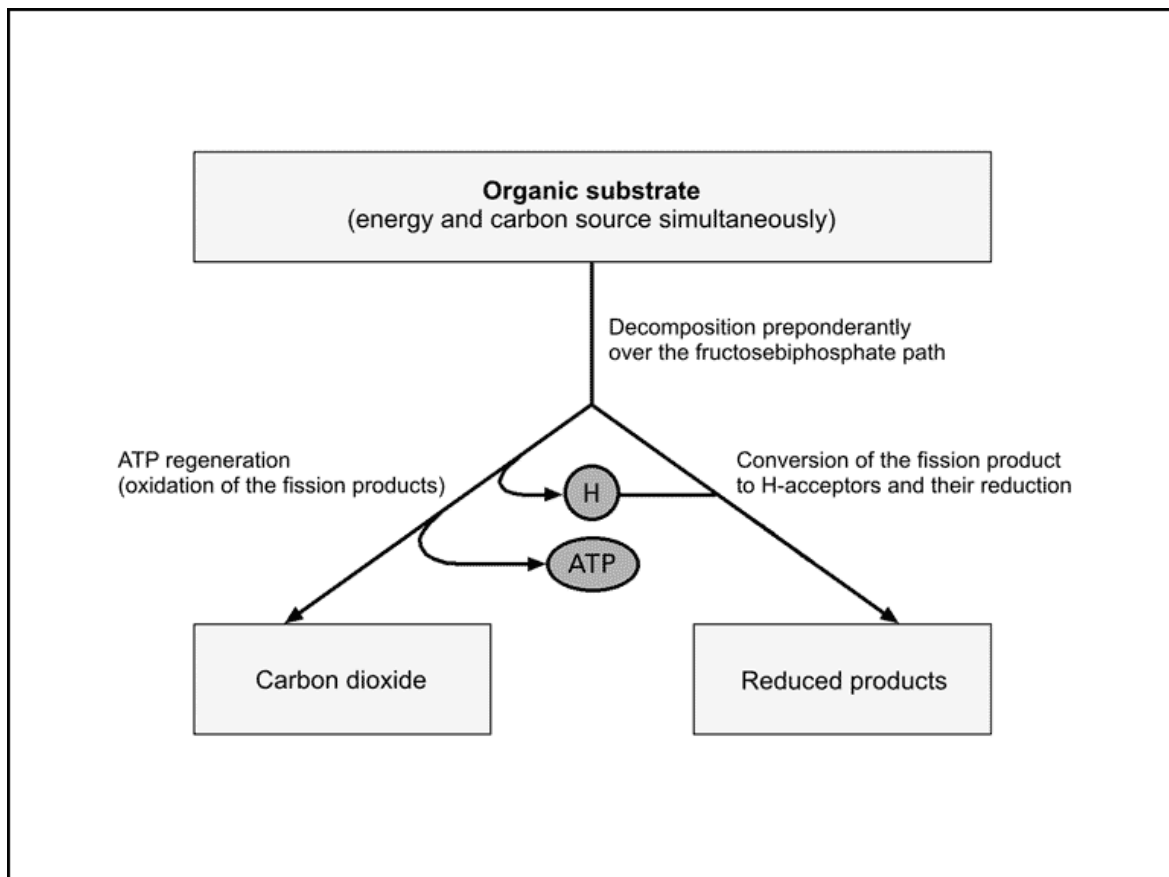 Organic substrate
(energy and carbon source simultaneously)
Decomposition preponderantly
over the fructosebiphosphate path
ATP regeneration
(oxidation of the fission products)
Conversion of the fission product
to H-acceptors and their reduction
H
ATP
Carbon dioxide
Reduced products